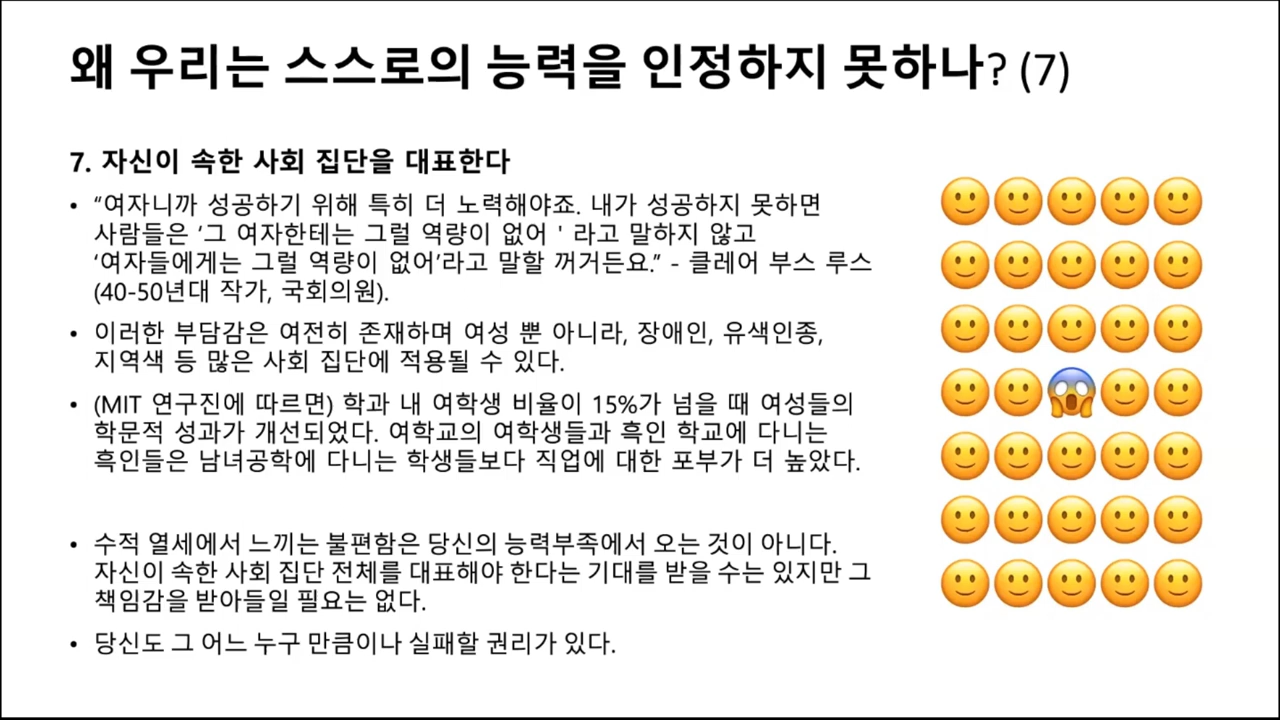 왜 우리는 스스로의 능력을 인정하지 못하나? (7)
7. 자신이 속한 사회 집단을 대표한다
• “여자니까 성공하기 위해 특히 더 노력해야죠. 내가 성공하지 못하면
사람들은 ‘그 여자한테는 그럴 역량이 없어 ' 라고 말하지 않고
‘여자들에게는 그럴 역량이 없어’라고 말할 꺼거든요.” - 클레어 부스 루스
(40-50년대 작가, 국회의원).
• 이러한 부담감은 여전히 존재하며 여성 뿐 아니라, 장애인, 유색인종,
지역색 등 많은 사회 집단에 적용될 수 있다.
• (MIT 연구진에 따르면) 학과 내 여학생 비율이 15%가 넘을 때 여성들의
학문적 성과가 개선되었다. 여학교의 여학생들과 흑인 학교에 다니는
흑인들은 남녀공학에 다니는 학생들보다 직업에 대한 포부가 더 높았다.
• 수적 열세에서 느끼는 불편함은 당신의 능력부족에서 오는 것이 아니다.
자신이 속한 사회 집단 전체를 대표해야 한다는 기대를 받을 수는 있지만 그
책임감을 받아들일 필요는 없다.
• 당신도 그 어느 누구 만큼이나 실패할 권리가 있다.